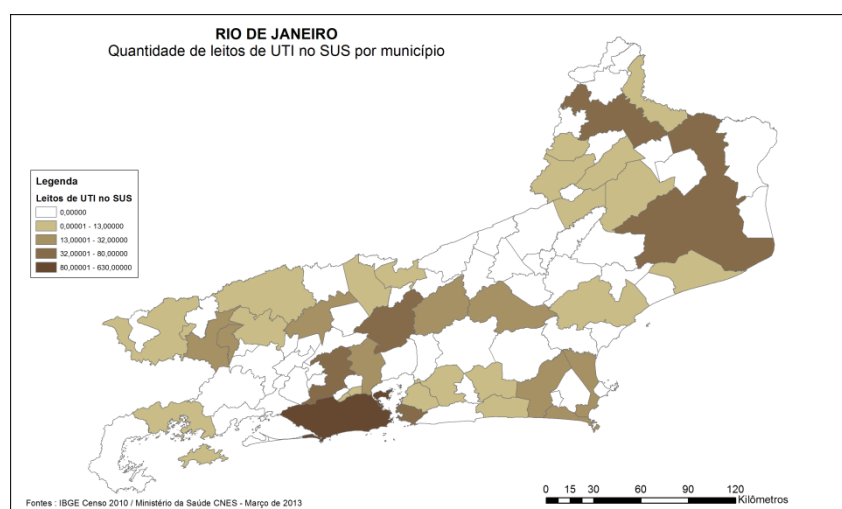 RIO DE JANEIRO
Quantidade de leitos de UTI no SUS por município
Legenda
Leitos de UTI no SUS
0,00000
0,00001 - 13,00000
13,00001 - 32,00000
32,00001 - 80,00000
80,00001 - 630,00000
0 15 30 60 90 120
Quilômetros
Fontes : IBGE Censo 2010 / Ministério da Saúde CNES - Março de 2013